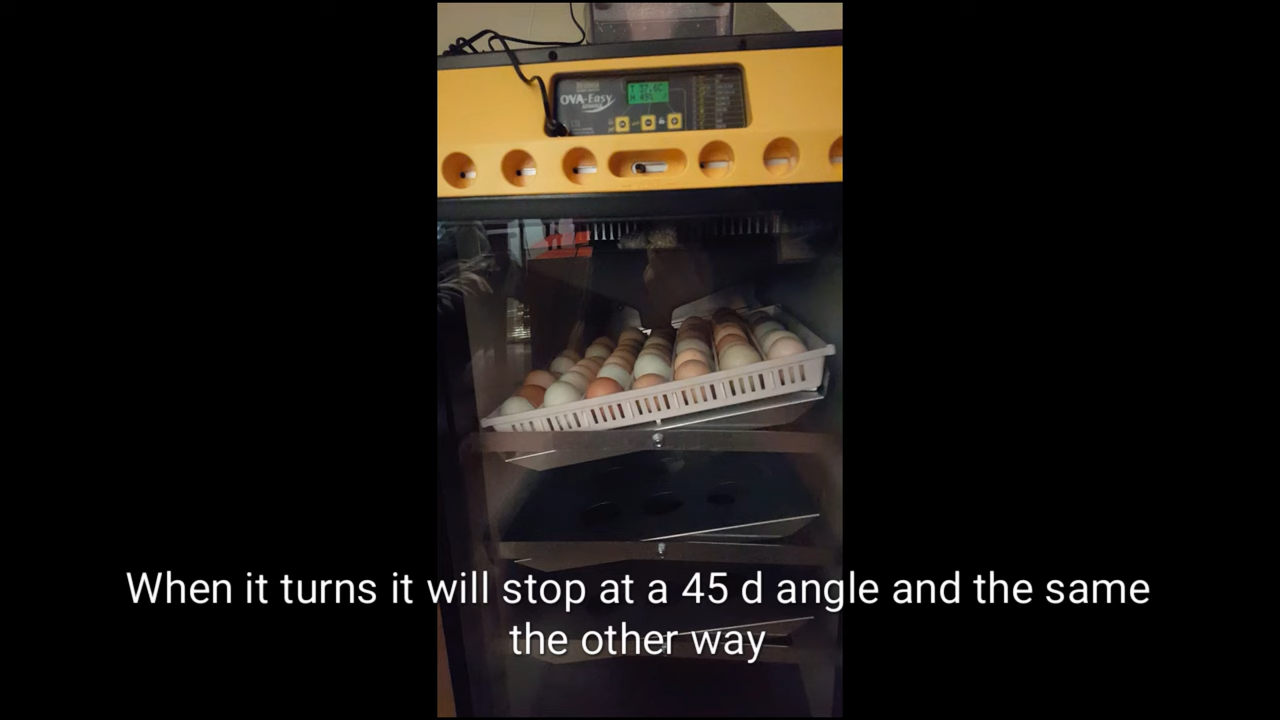 OVA-Easy
When it turns it will stop at a 45 d angle and the same
the other way